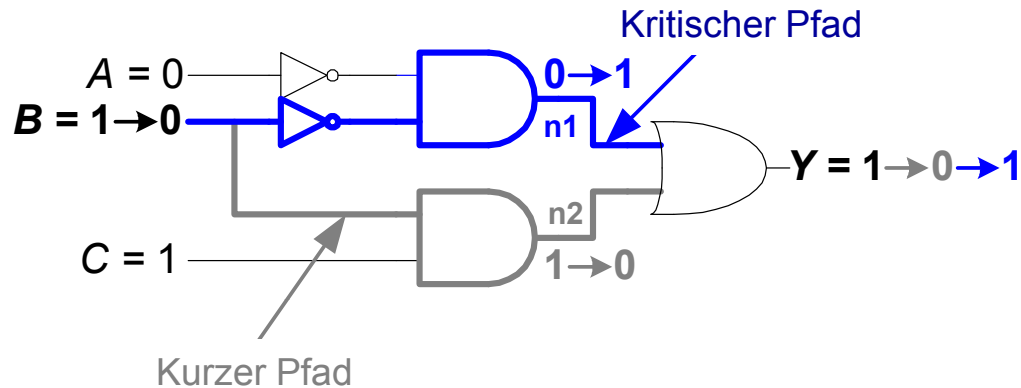 Kritischer Pfad
A = 0
0→1
B = 1→0
n1
Y = 1→0→1
n2
C = 1
1→0
Kurzer Pfad